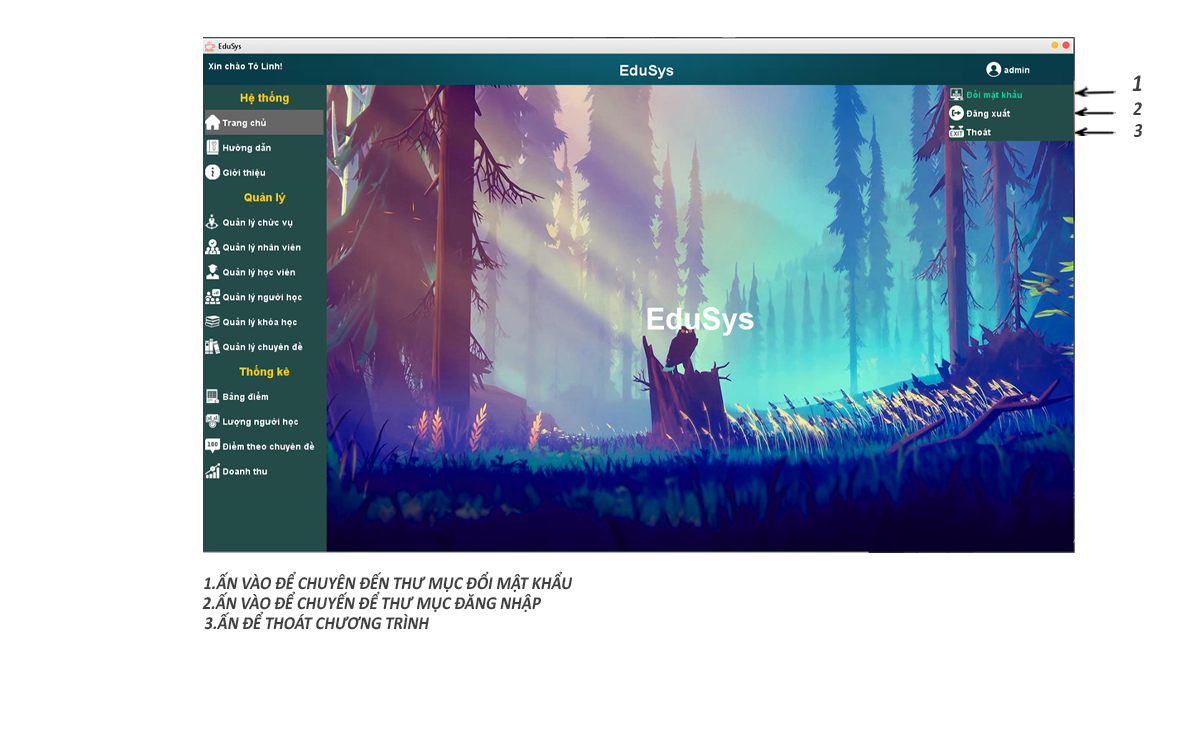 EduSys
Xin chào Tô Linh!
EduSys
admin
Hệ thống
Trang chủ
Hướng dẫn
Giới thiệu
Quản lý
Quản lý chức vụ
Quản lý nhân viên
Quản lý học viên
Quản lý người học
Quản lý khóa học
Quản lý chuyên đề
Thống kê
Bảng điểm
Lượng người học
100
Điểm theo chuyên đề
Doanh thu
Đổi mật khẩu
Đăng xuất
EXIT Thoát
1
2
3
EduSys
1.ẤN VÀO ĐỂ CHUYÊN ĐẾN THƯ MỤC ĐỔI MẬT KHẨU
2.ẤN VÀO ĐỂ CHUYẾN ĐỂ THƯ MỤC ĐĂNG NHẬP
3.ẤN ĐỂ THOÁT CHƯƠNG TRÌNH